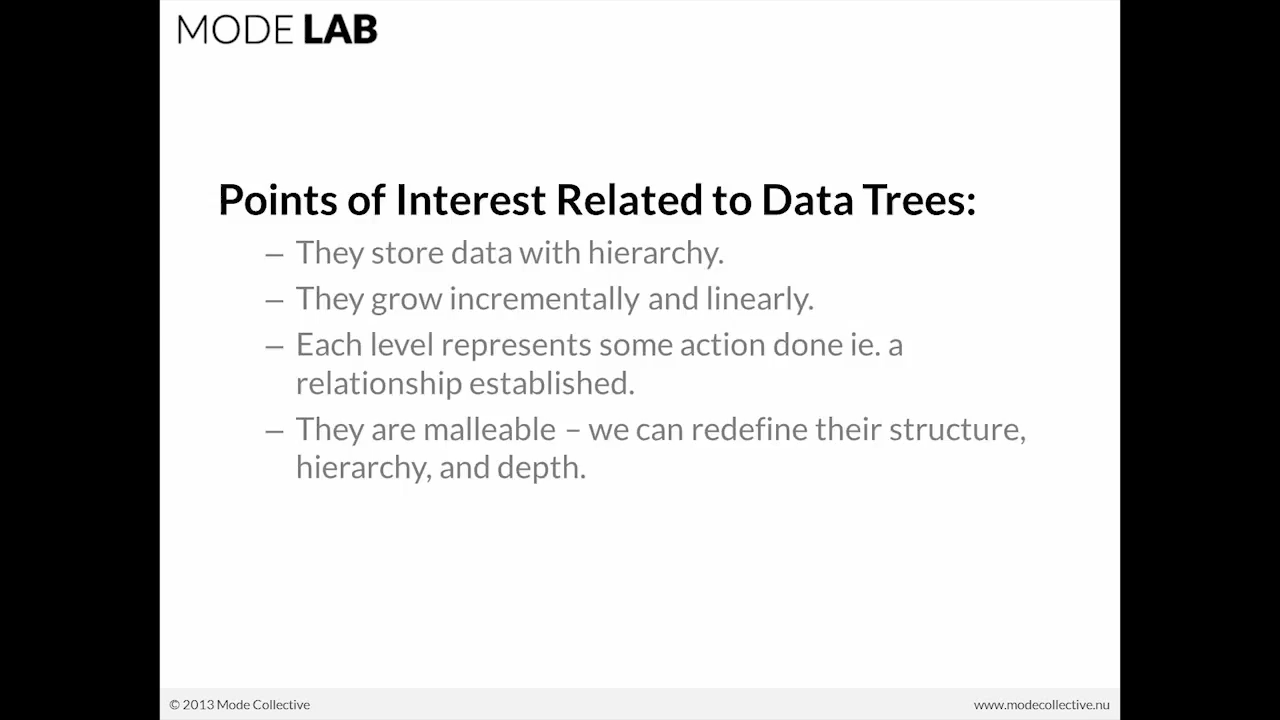 MODE LAB
Points of Interest Related to Data Trees:
– They store data with hierarchy.
– They grow incrementally and linearly.
– Each level represents some action done ie. a
relationship established.
– They are malleable – we can redefine their structure,
hierarchy, and depth.
© 2013 Mode Collective
www.modecollective.nu